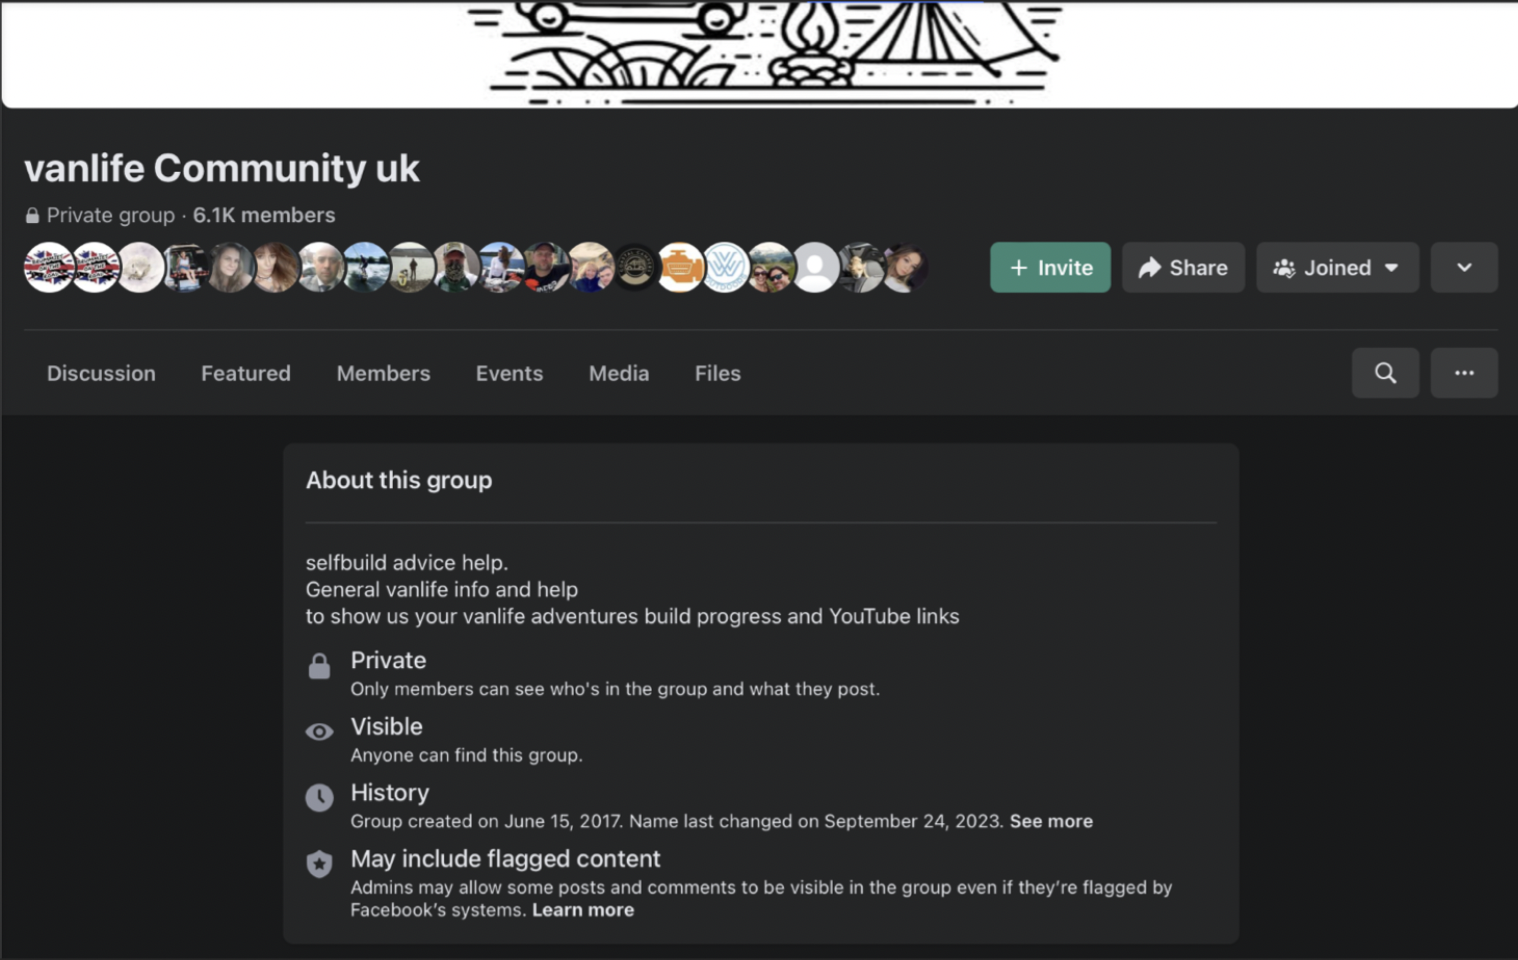 vanlife Community uk
Private group · 6.1K members
+ Invite
Share
Joined
Discussion
Featured
Members
Events
Media
Files
About this group
selfbuild advice help.
General vanlife info and help
to show us your vanlife adventures build progress and YouTube links
Private
Only members can see who's in the group and what they post.
Visible
Anyone can find this group.
History
Group created on June 15, 2017. Name last changed on September 24, 2023. See more
May include flagged content
Admins may allow some posts and comments to be visible in the group even if they’re flagged by
Facebook’s systems. Learn more